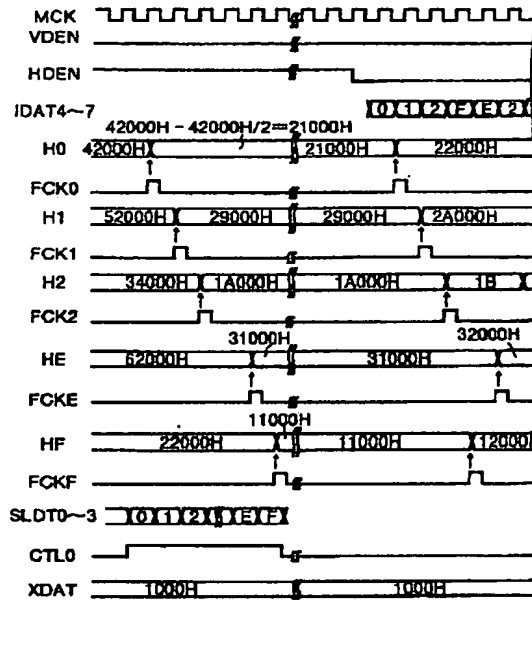 MCK
VDEN
HDEN
IDAT4~7 0 1 2 F E 2
42000H - 42000H/2=21000H
H0 42000H 21000H 22000H
FCK0
H1 52000H 29000H 29000H 2A000H
FCK1
H2 34000H 1A000H 1A000H 1B
FCK2
31000H 32000H
HE 62000H 31000H
FCKE
11000H
HF 22000H 11000H 12000
FCKF
SLDT0~3 0 1 2 E F
CTL0
XDAT 1000H 1000H